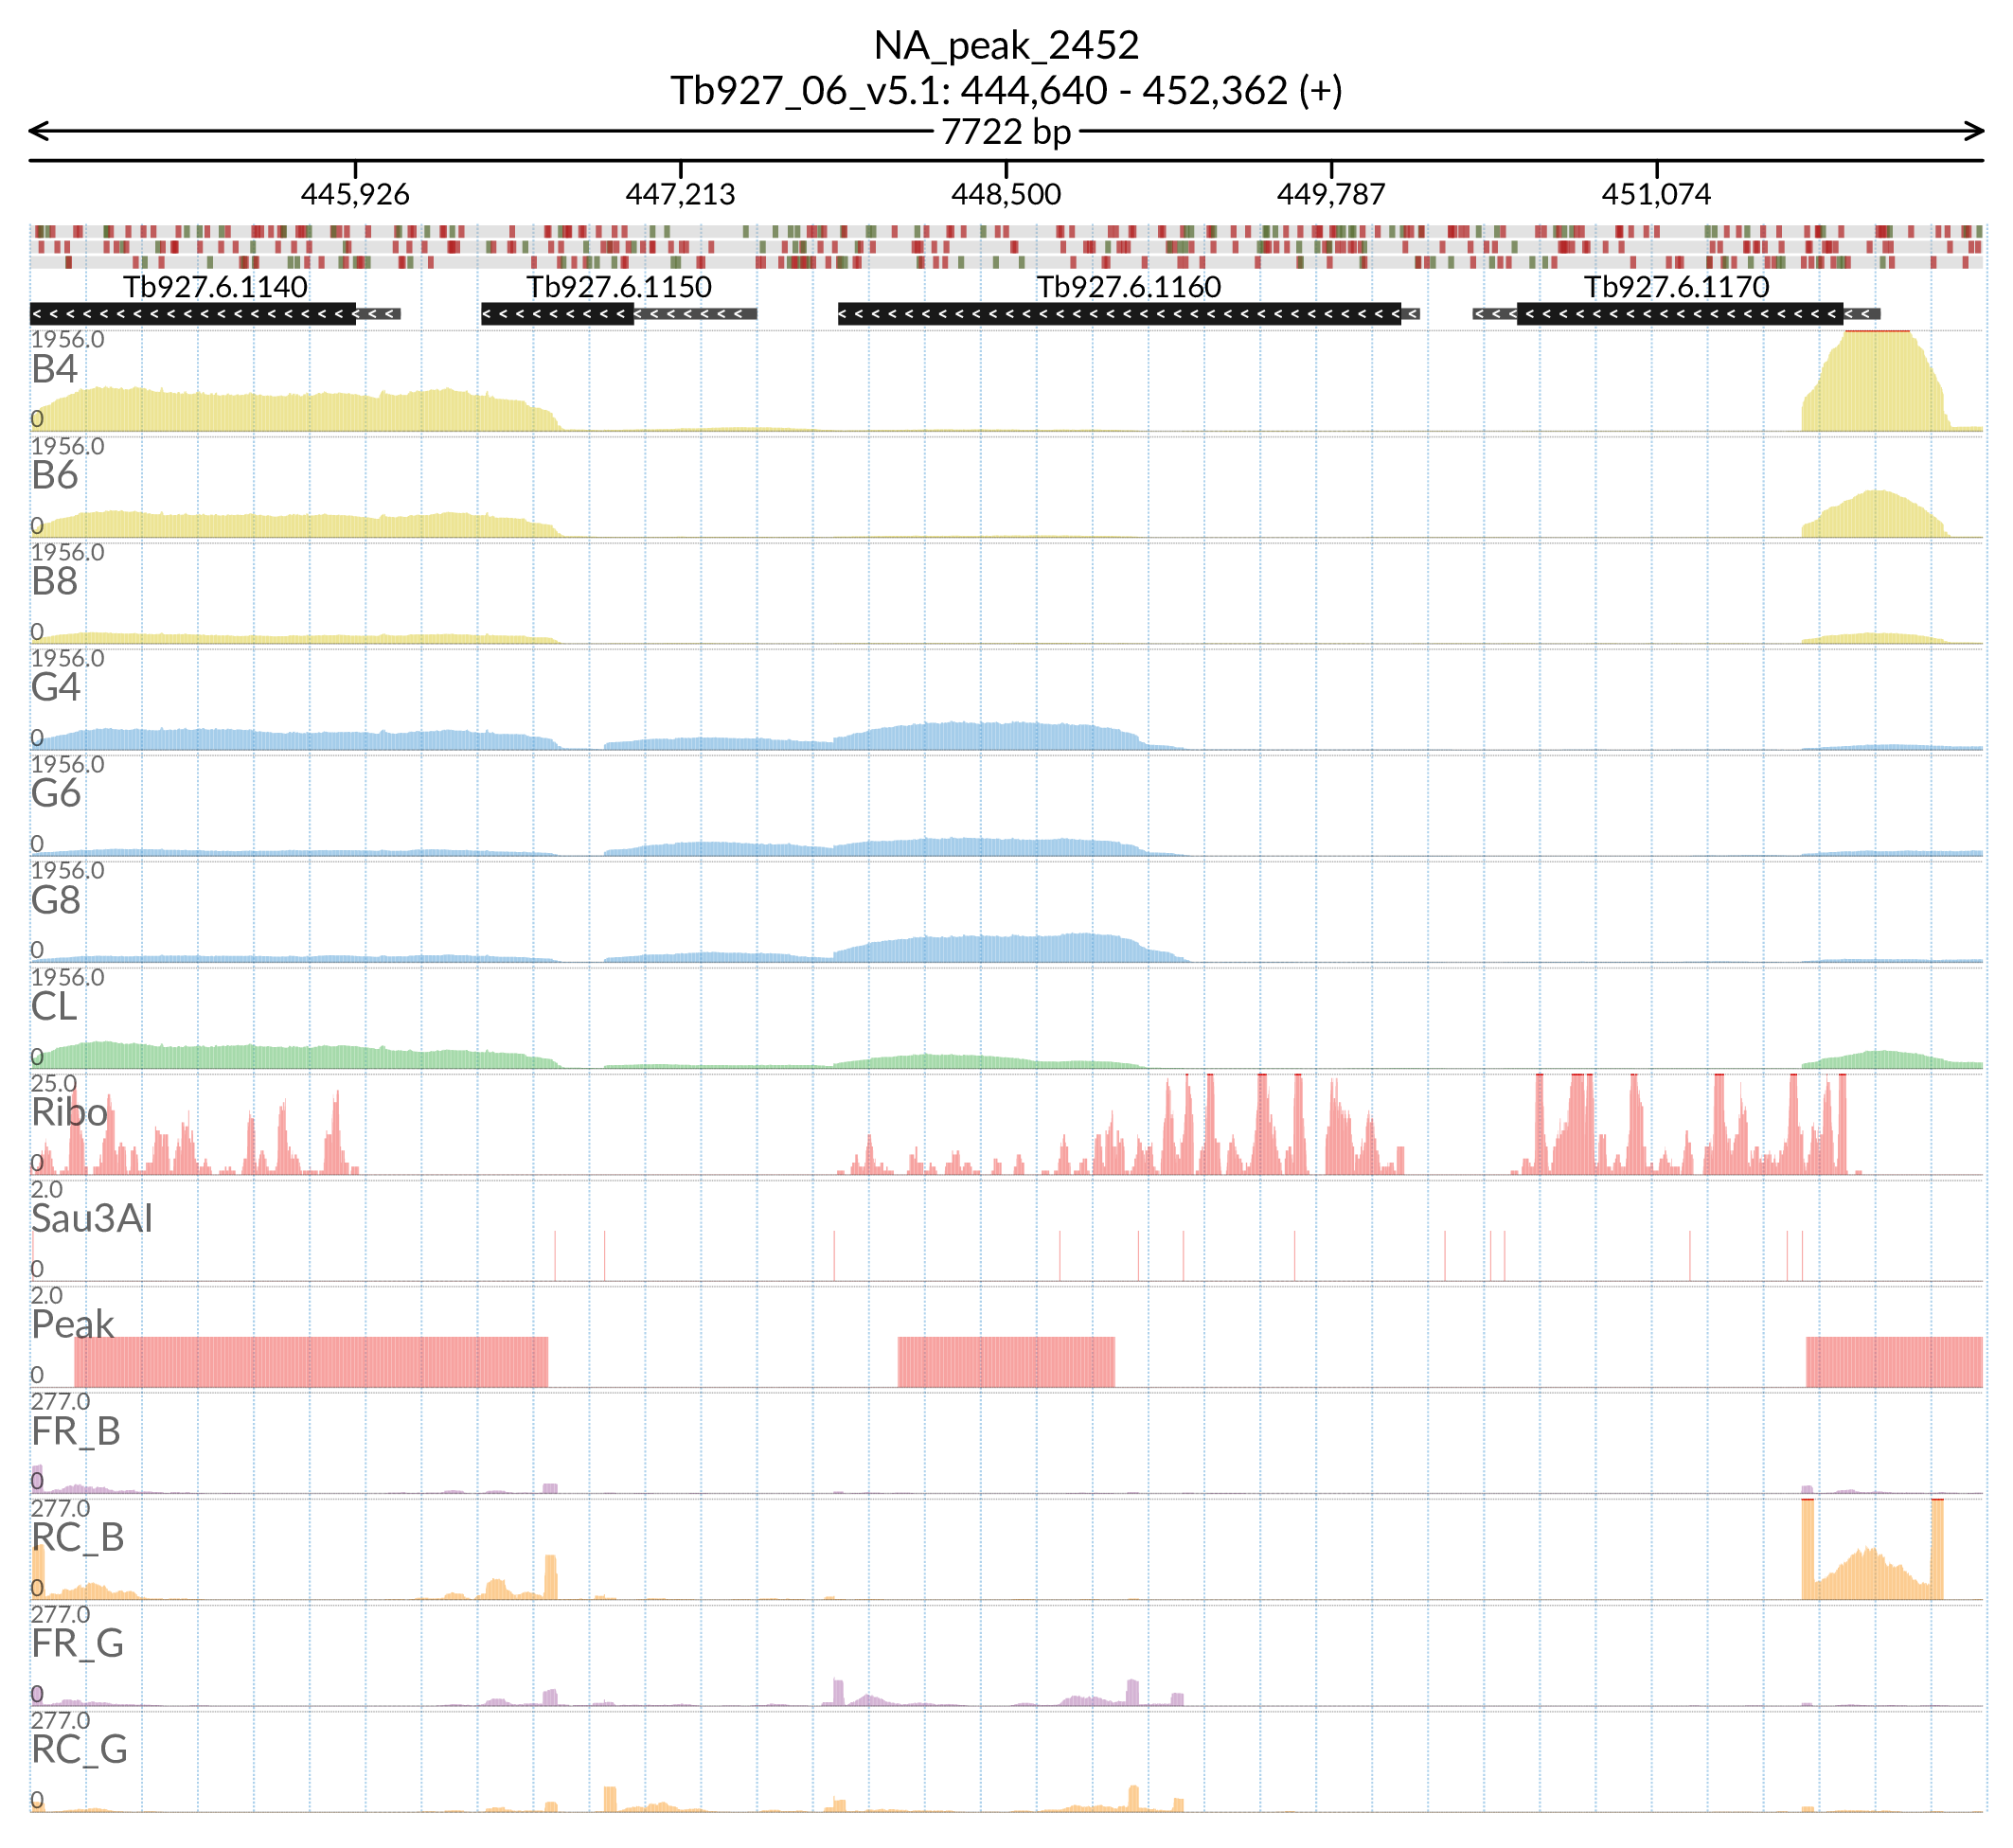 NA_peak_2452
Tb927_06_v5.1: 444,640 - 452,362 (+)
7722 bp
445,926 447,213 448,500 449,787 451,074
Tb927.6.1140 Tb927.6.1150 Tb927.6.1160 Tb927.6.1170
1956.0
B4
0
1956.0
B6
0
1956.0
B8
0
1956.0
G4
0
1956.0
G6
0
1956.0
G8
0
1956.0
CL
0
25.0
Ribo
0
2.0
Sau3AI
0
2.0
Peak
0
277.0
FR_B
0
277.0
RC_B
0
277.0
FR_G
0
277.0
RC_G
0